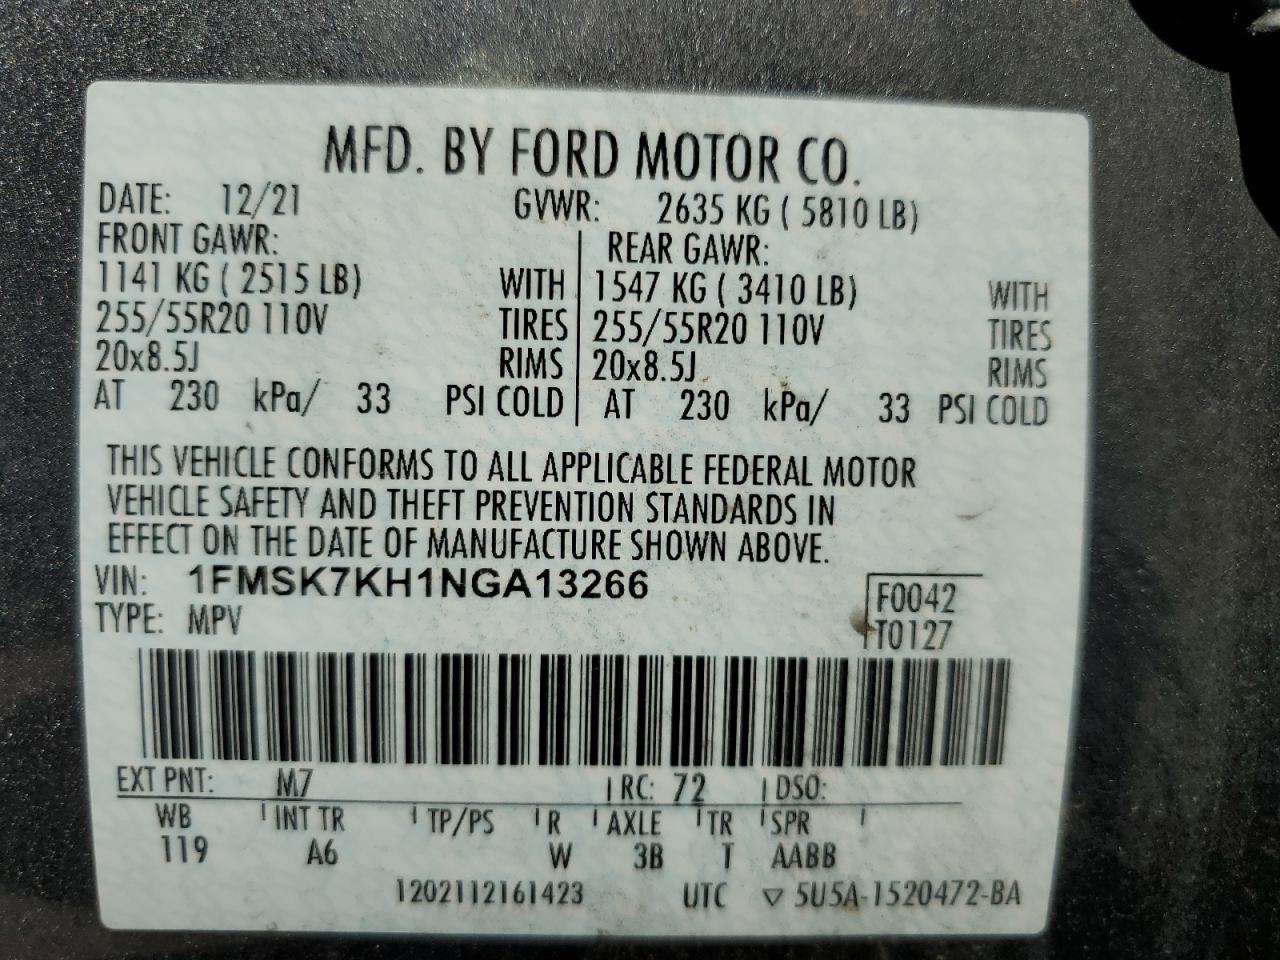 MFD. BY FORD MOTOR CO.
DATE: 12/21 GVWR: 2635 KG ( 5810 LB)
FRONT GAWR: REAR GAWR:
1141 KG ( 2515 LB) WITH 1547 KG ( 3410 LB) WITH
255/55R20 110V TIRES 255/55R20 110V TIRES
20x8.5J RIMS 20x8.5J RIMS
AT 230 kPa/ 33 PSI COLD AT 230 kPa/ 33 PSI COLD
THIS VEHICLE CONFORMS TO ALL APPLICABLE FEDERAL MOTOR
VEHICLE SAFETY AND THEFT PREVENTION STANDARDS IN
EFFECT ON THE DATE OF MANUFACTURE SHOWN ABOVE.
VIN: 1FMSK7KH1NGA13266
F0042
TYPE: MPV
T0127
EXT PNT: M7 RC: 72 DSO:
WB INT TR TP/PS R AXLE TR SPR
119 A6 W 3B T AABB
1202112161423 UTC ▽ 5U5A-1520472-BA